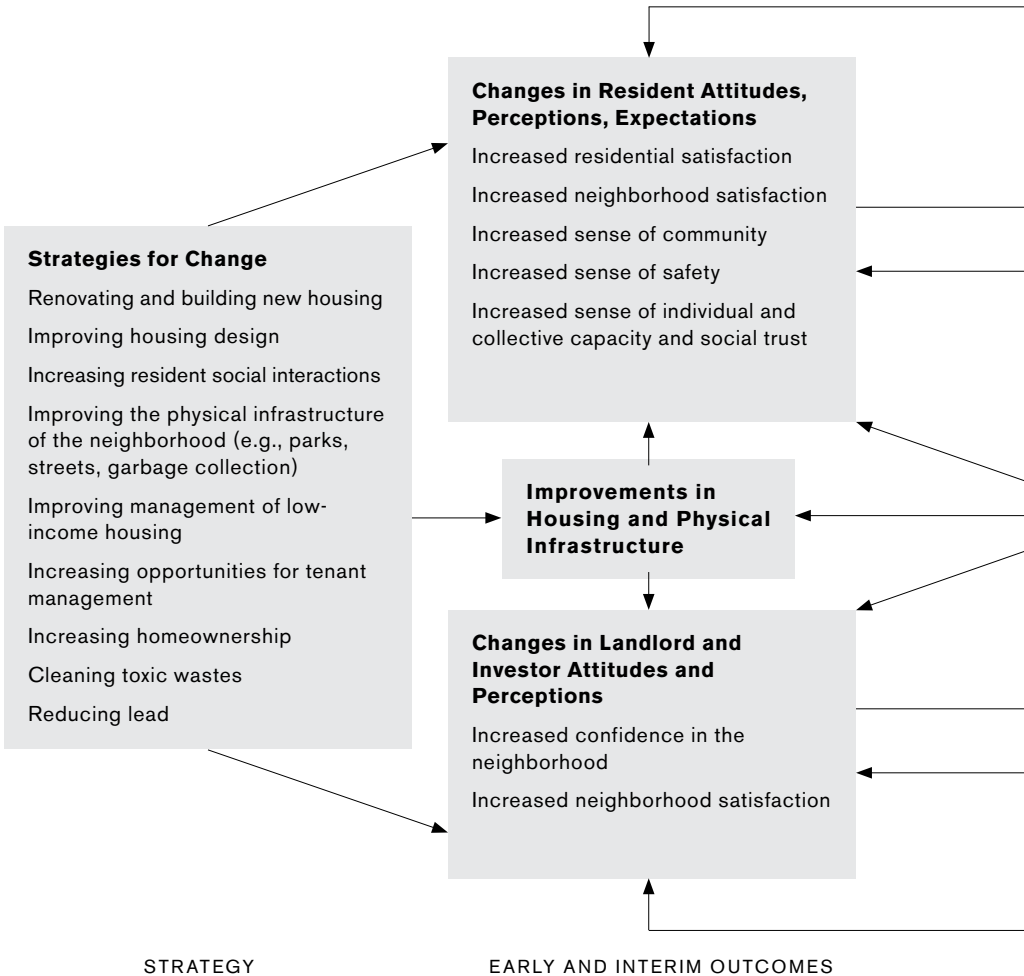 Strategies for Change
Renovating and building new housing
Improving housing design
Increasing resident social interactions
Improving the physical infrastructure
of the neighborhood (e.g., parks,
streets, garbage collection)
Improving management of low-
income housing
Increasing opportunities for tenant
management
Increasing homeownership
Cleaning toxic wastes
Reducing lead
Changes in Resident Attitudes,
Perceptions, Expectations
Increased residential satisfaction
Increased neighborhood satisfaction
Increased sense of community
Increased sense of safety
Increased sense of individual and
collective capacity and social trust
Improvements in
Housing and Physical
Infrastructure
Changes in Landlord and
Investor Attitudes and
Perceptions
Increased confidence in the
neighborhood
Increased neighborhood satisfaction
STRATEGY
EARLY AND INTERIM OUTCOMES